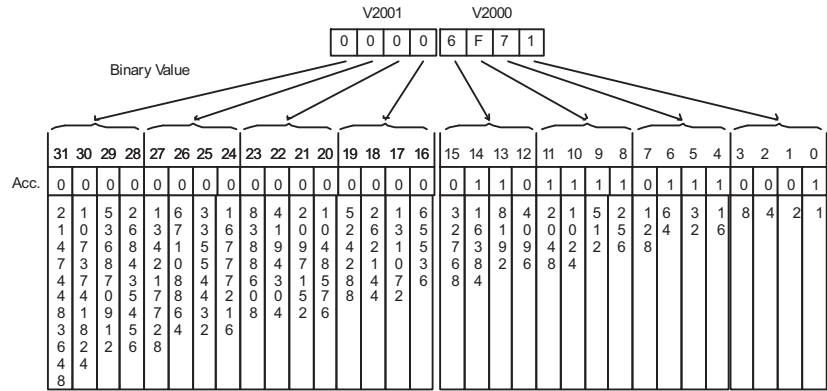 V2001 V2000
0 0 0 0 6 F 7 1
Binary Value
31 30 29 28 27 26 25 24 23 22 21 20 19 18 17 16 15 14 13 12 11 10 9 8 7 6 5 4 3 2 1 0
Acc. 0 0 0 0 0 0 0 0 0 0 0 0 0 0 0 0 0 1 1 0 1 1 1 1 0 1 1 1 0 0 0 1
21474483648 1073741824 536870912 268435456 134217728 67108864 33554432 16777216 8388608 4194304 2097152 1048576 524288 262144 131072 65536 32768 16384 8192 4096 2048 1024 512 256 128 64 32 16 8 4 2 1